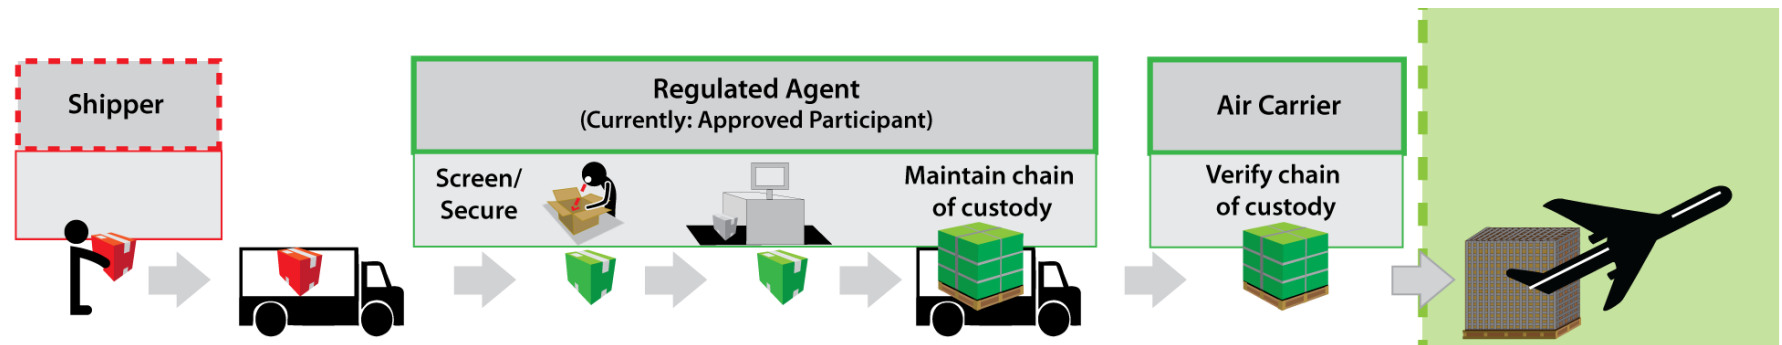 Shipper
Regulated Agent
(Currently: Approved Participant)
Air Carrier
Screen/
Secure
Maintain chain
of custody
Verify chain
of custody